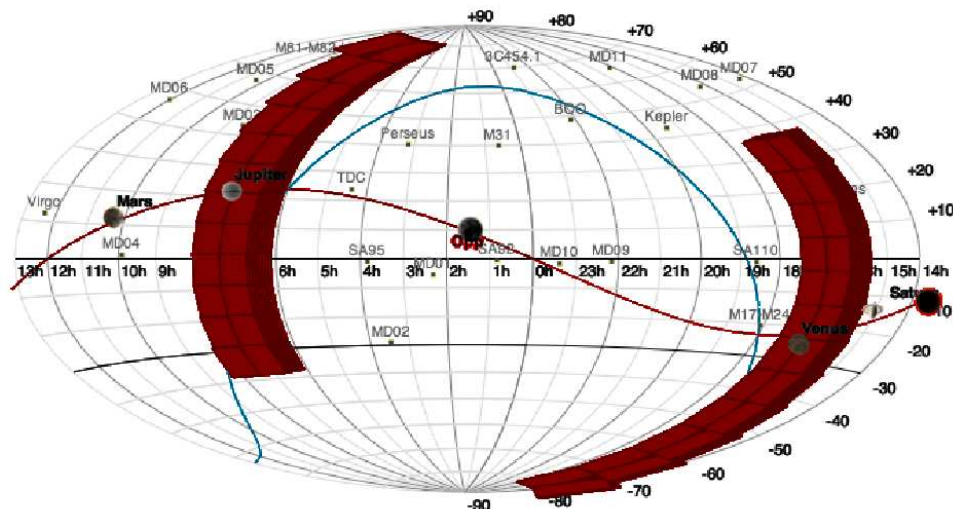 +90
+80
+70
+60
+50
+40
+30
+20
+10
M81-M82
3C454.1
MD11
MD05
MD08
MD07
MD06
Perseus
M31
Kepler
Jupiter
TDC
Virgo
Mars
Opp
MD04
SA95
MD01
MD10
MD09
SA110
13h 12h 11h 10h 9h
6h 5h 4h 3h 2h 1h 0h 23h 22h 21h 20h 19h 18
15h 14h
M17-M24
Venus
MD02
-20
-30
-40
-50
-60
-70
-80
-90